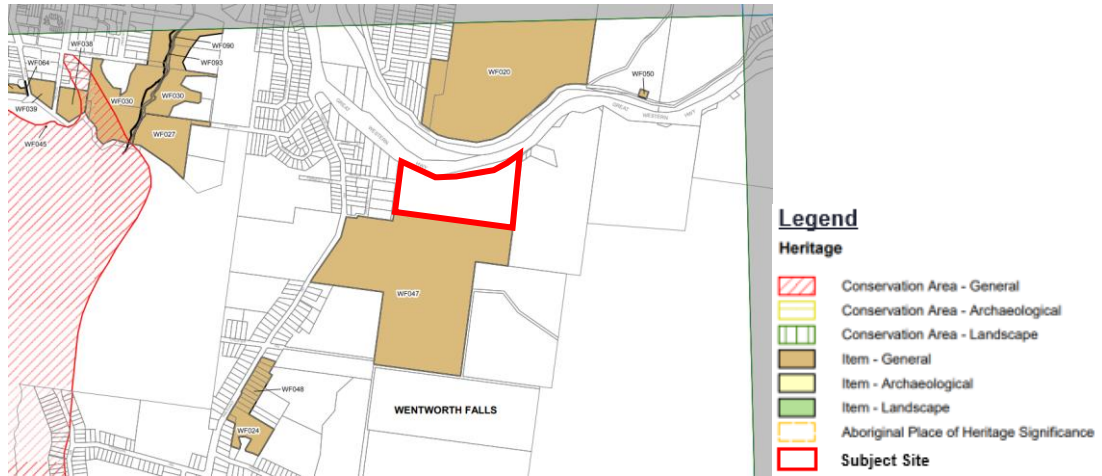 WF038
WF090
WF064
WF093
WF020
WF050
WF030
WF030
WF039
GREAT
WESTERN
HWY
GREAT
WESTERN
HWY
WF027
WF045
WF047
WF048
WENTWORTH FALLS
WF024
Legend
Heritage
Conservation Area - General
Conservation Area - Archaeological
Conservation Area - Landscape
Item - General
Item - Archaeological
Item - Landscape
Aboriginal Place of Heritage Significance
Subject Site